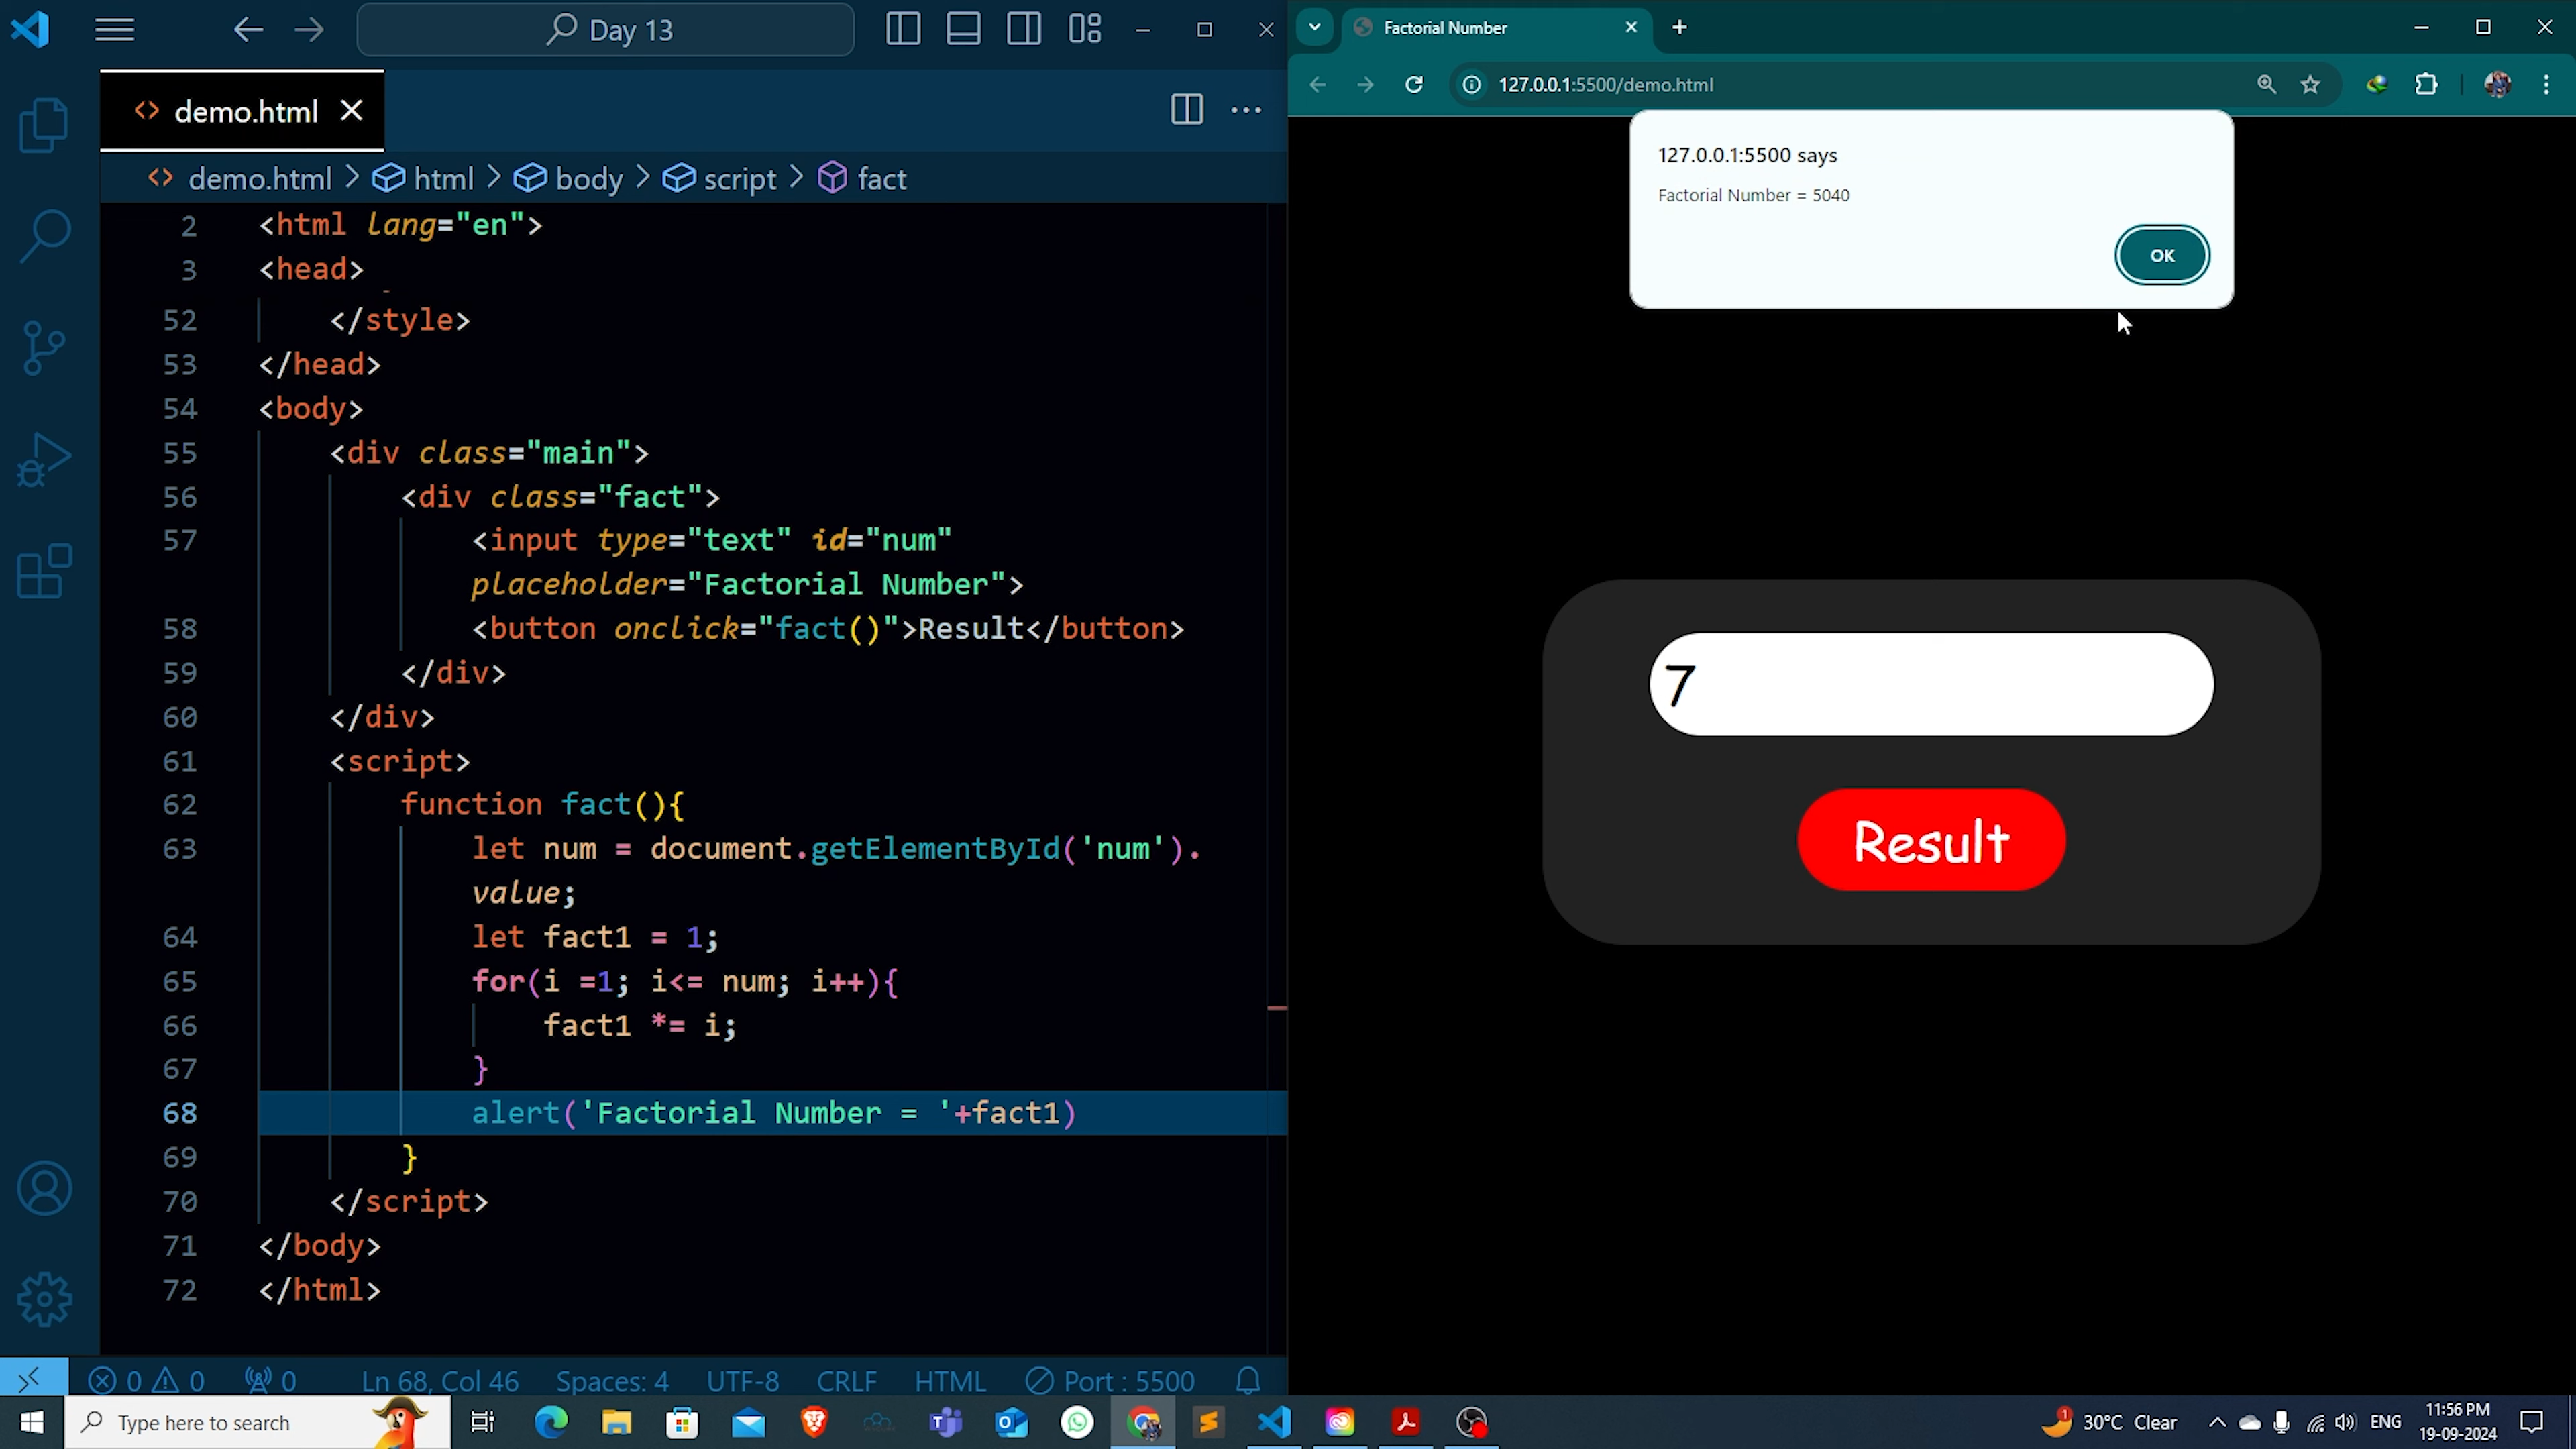 Day 13
demo.html
demo.html > html > body > script > fact
2 <html lang="en">
3 <head>
52 </style>
53 </head>
54 <body>
55 <div class="main">
56 <div class="fact">
57 <input type="text" id="num"
placeholder="Factorial Number">
58 <button onclick="fact()">Result</button>
59 </div>
60 </div>
61 <script>
62 function fact(){
63 let num = document.getElementById('num').
value;
64 let fact1 = 1;
65 for(i =1; i<= num; i++){
66 fact1 *= i;
67 }
68 alert('Factorial Number = '+fact1)
69 }
70 </script>
71 </body>
72 </html>
0 0 0 Ln 68, Col 46 Spaces: 4 UTF-8 CRLF HTML Port : 5500
Factorial Number
127.0.0.1:5500/demo.html
127.0.0.1:5500 says
Factorial Number = 5040
OK
7
Result
Type here to search
1 30°C Clear ENG 11:56 PM
19-09-2024